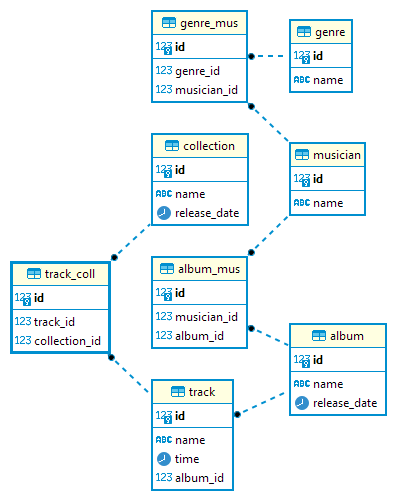 genre_mus
123 id
123 genre_id
123 musician_id
genre
123 id
ABC name
collection
123 id
ABC name
release_date
musician
123 id
ABC name
track_coll
123 id
123 track_id
123 collection_id
album_mus
123 id
123 musician_id
123 album_id
album
123 id
ABC name
release_date
track
123 id
ABC name
time
123 album_id